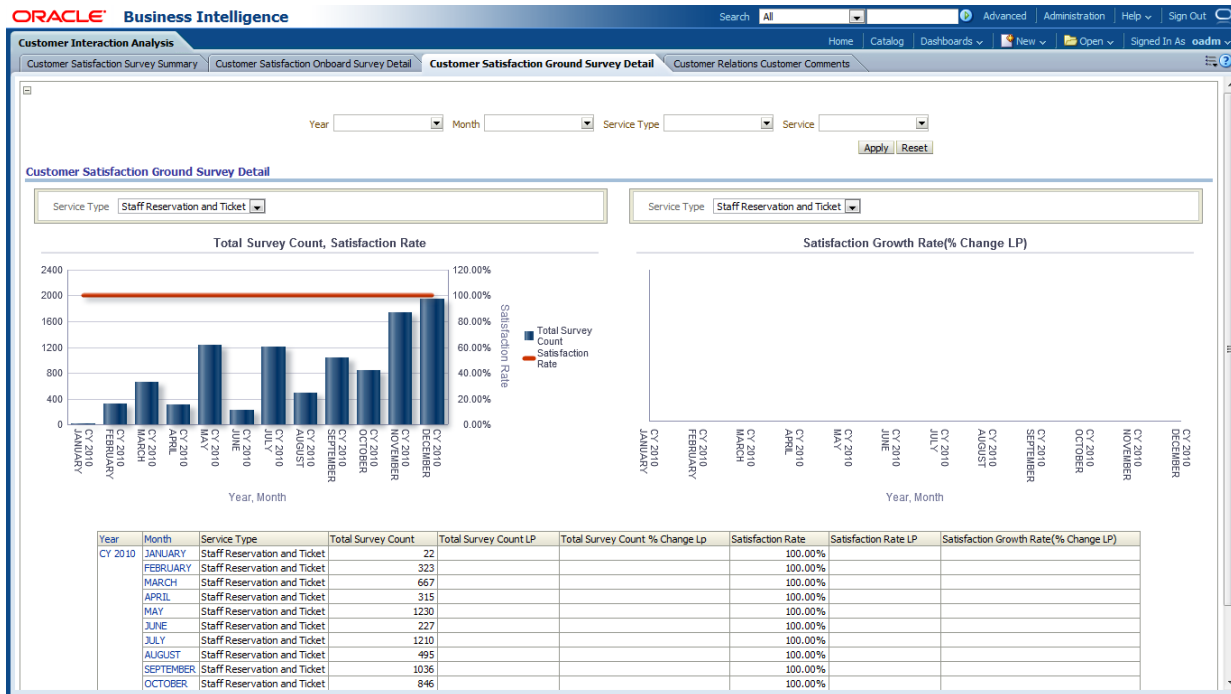 ORACLE Business Intelligence
Search All Advanced Administration Help Sign Out
Customer Interaction Analysis
Home Catalog Dashboards New Open Signed In As oadm
Customer Satisfaction Survey Summary Customer Satisfaction Onboard Survey Detail Customer Satisfaction Ground Survey Detail Customer Relations Customer Comments
Year Month Service Type Service
Apply Reset
Customer Satisfaction Ground Survey Detail
Service Type Staff Reservation and Ticket
Service Type Staff Reservation and Ticket
Total Survey Count, Satisfaction Rate
2400
2000
1600
1200
800
400
0
120.00%
100.00%
80.00%
60.00%
40.00%
20.00%
0.00%
Satisfaction Rate
Total Survey Count
Satisfaction Rate
CY 2010 JANUARY
CY 2010 FEBRUARY
CY 2010 MARCH
CY 2010 APRIL
CY 2010 MAY
CY 2010 JUNE
CY 2010 JULY
CY 2010 AUGUST
CY 2010 SEPTEMBER
CY 2010 OCTOBER
CY 2010 NOVEMBER
CY 2010 DECEMBER
Year, Month
Satisfaction Growth Rate(% Change LP)
CY 2010 JANUARY
CY 2010 FEBRUARY
CY 2010 MARCH
CY 2010 APRIL
CY 2010 MAY
CY 2010 JUNE
CY 2010 JULY
CY 2010 AUGUST
CY 2010 SEPTEMBER
CY 2010 OCTOBER
CY 2010 NOVEMBER
CY 2010 DECEMBER
Year, Month
Year Month Service Type Total Survey Count Total Survey Count LP Total Survey Count % Change Lp Satisfaction Rate Satisfaction Rate LP Satisfaction Growth Rate(% Change LP)
CY 2010 JANUARY Staff Reservation and Ticket 22 100.00%
FEBRUARY Staff Reservation and Ticket 323 100.00%
MARCH Staff Reservation and Ticket 667 100.00%
APRIL Staff Reservation and Ticket 315 100.00%
MAY Staff Reservation and Ticket 1230 100.00%
JUNE Staff Reservation and Ticket 227 100.00%
JULY Staff Reservation and Ticket 1210 100.00%
AUGUST Staff Reservation and Ticket 495 100.00%
SEPTEMBER Staff Reservation and Ticket 1036 100.00%
OCTOBER Staff Reservation and Ticket 846 100.00%